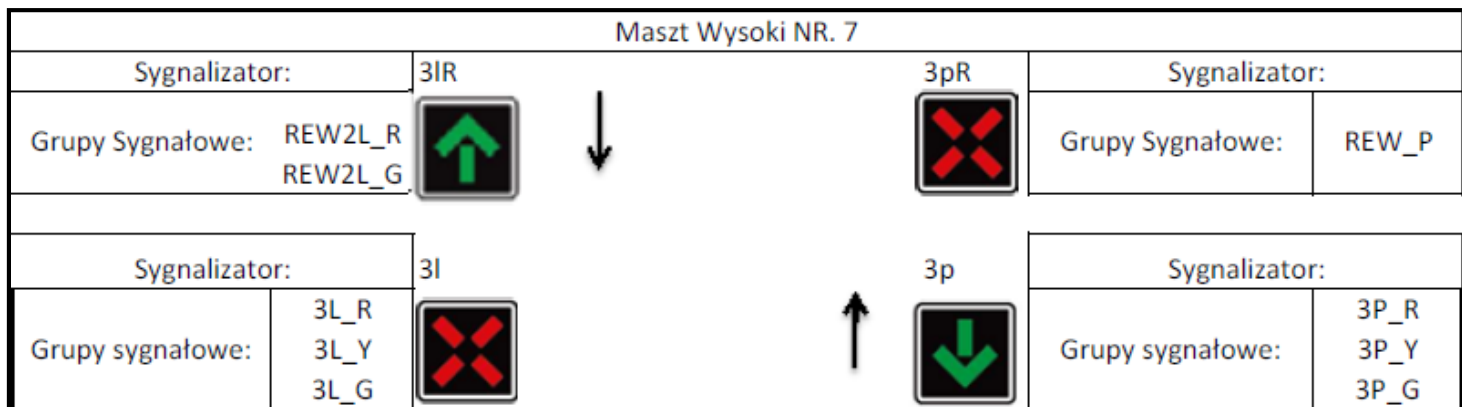 Maszt Wysoki NR. 7
Sygnalizator: 3lR 3pR Sygnalizator:
Grupy Sygnałowe: REW2L_R REW2L_G Grupy Sygnałowe: REW_P
Sygnalizator: 3l 3p Sygnalizator:
Grupy sygnałowe: 3L_R 3L_Y 3L_G Grupy sygnałowe: 3P_R 3P_Y 3P_G